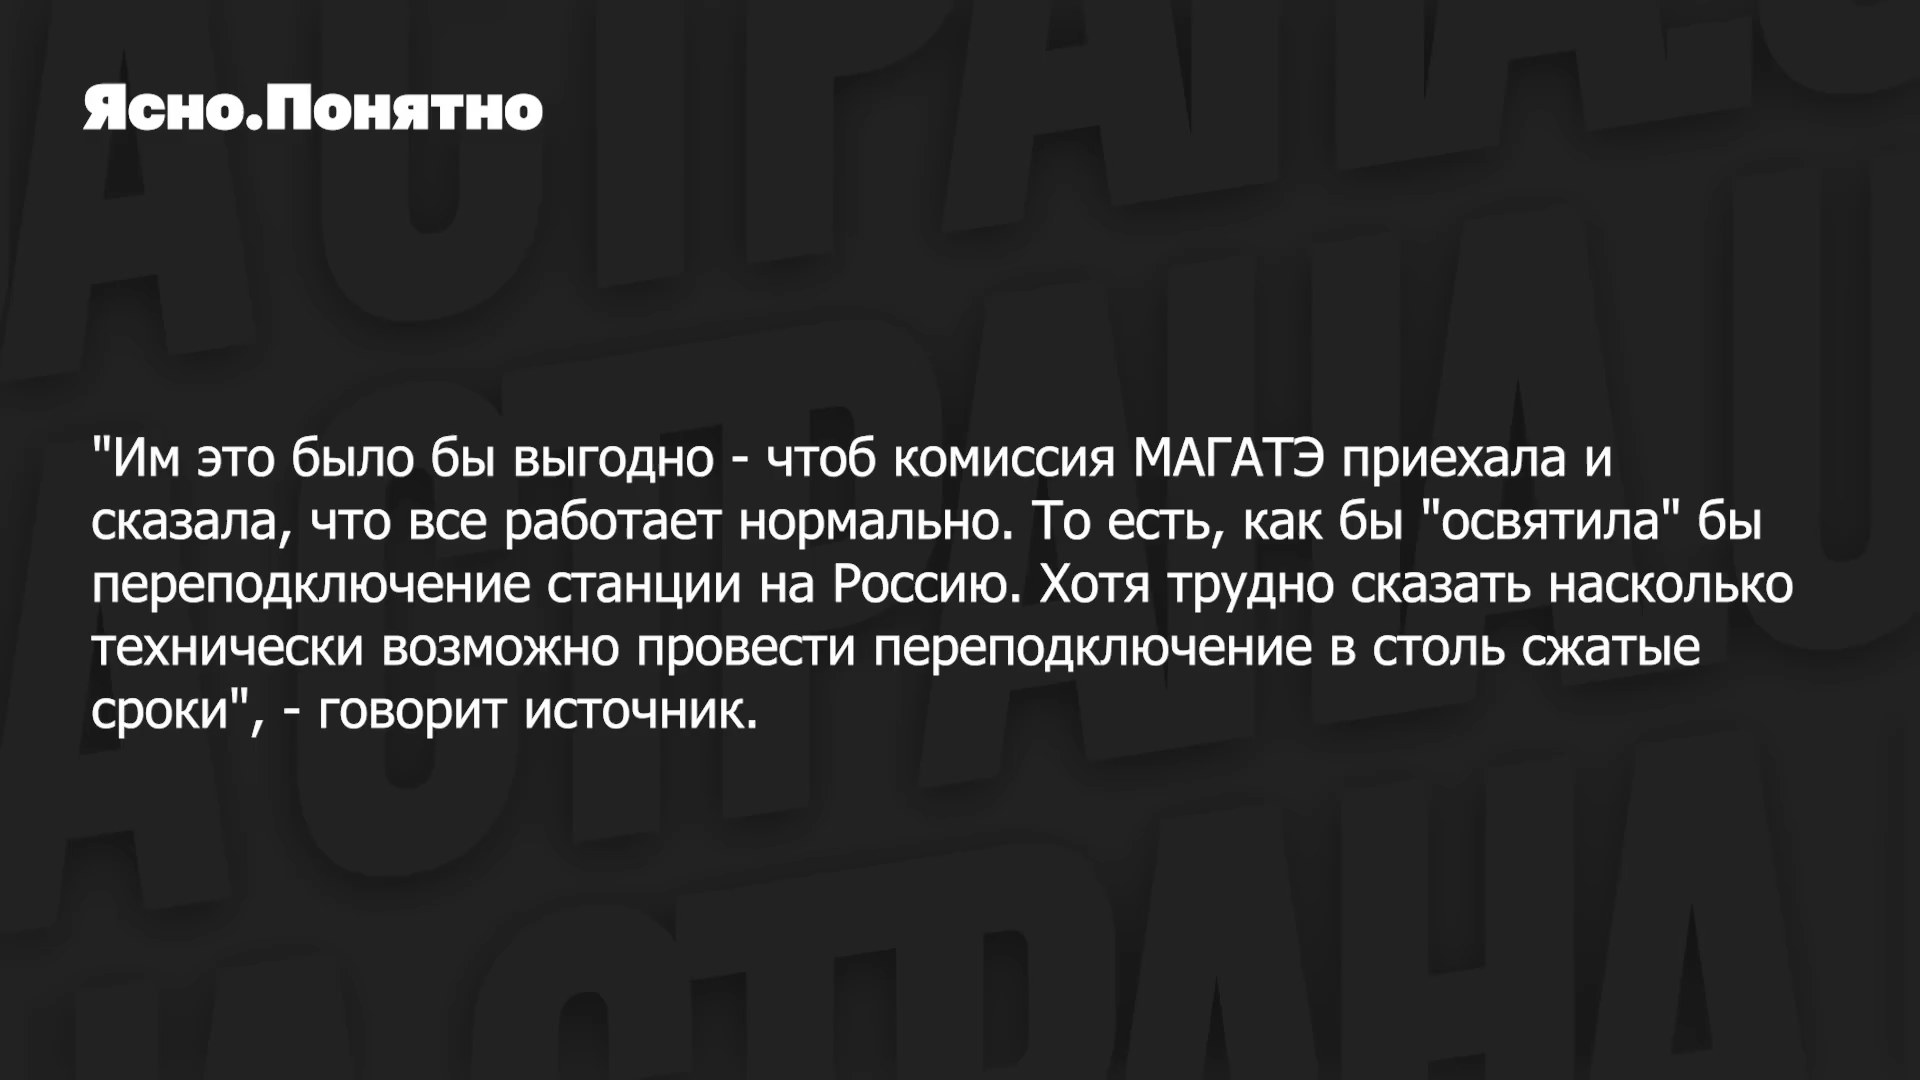 Ясно.Понятно
"Им это было бы выгодно - чтоб комиссия МАГАТЭ приехала и
сказала, что все работает нормально. То есть, как бы "освятила" бы
переподключение станции на Россию. Хотя трудно сказать насколько
технически возможно провести переподключение в столь сжатые
сроки", - говорит источник.